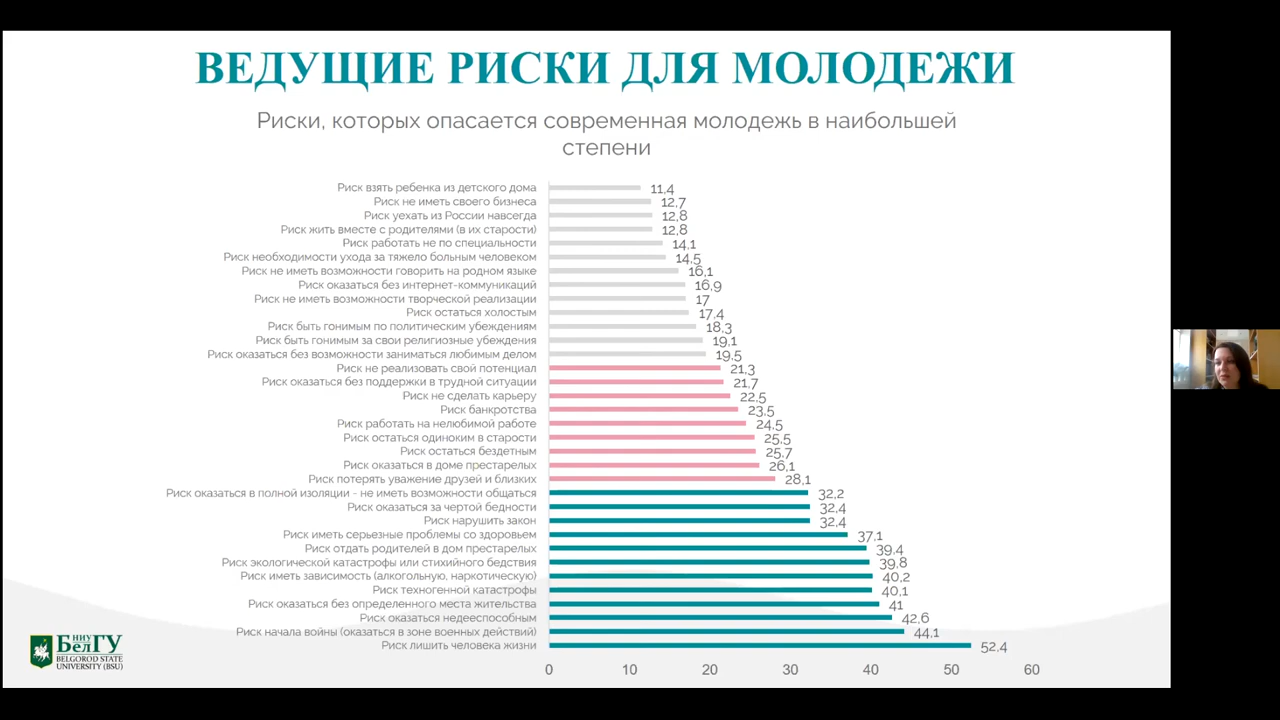 ВЕДУЩИЕ РИСКИ ДЛЯ МОЛОДЕЖИ
Риски, которых опасается современная молодежь в наибольшей
степени
Риск взять ребенка из детского дома 11,4
Риск не иметь своего бизнеса 12,7
Риск уехать из России навсегда 12,8
Риск жить вместе с родителями (в их старости) 12,8
Риск работать не по специальности 14,1
Риск необходимости ухода за тяжело больным человеком 14,5
Риск не иметь возможности говорить на родном языке 16,1
Риск оказаться без интернет-коммуникаций 16,9
Риск не иметь возможности творческой реализации 17
Риск остаться холостым 17,4
Риск быть гонимым по политическим убеждениям 18,3
Риск быть гонимым за свои религиозные убеждения 19,1
Риск оказаться без возможности заниматься любимым делом 19,5
Риск не реализовать свой потенциал 21,3
Риск оказаться без поддержки в трудной ситуации 21,7
Риск не сделать карьеру 22,5
Риск банкротства 23,5
Риск работать на нелюбимой работе 24,5
Риск остаться одиноким в старости 25,5
Риск остаться бездетным 25,7
Риск оказаться в доме престарелых 26,1
Риск потерять уважение друзей и близких 28,1
Риск оказаться в полной изоляции - не иметь возможности общаться 32,2
Риск оказаться за чертой бедности 32,4
Риск нарушить закон 32,4
Риск иметь серьезные проблемы со здоровьем 37,1
Риск отдать родителей в дом престарелых 39,4
Риск экологической катастрофы или стихийного бедствия 39,8
Риск иметь зависимость (алкогольную, наркотическую) 40,2
Риск техногенной катастрофы 40,1
Риск оказаться без определенного места жительства 41
Риск оказаться недееспособным 42,6
Риск начала войны (оказаться в зоне военных действий) 44,1
Риск лишить человека жизни 52,4
0 10 20 30 40 50 60
НИУ
БелГУ
BELGOROD STATE
UNIVERSITY (BSU)